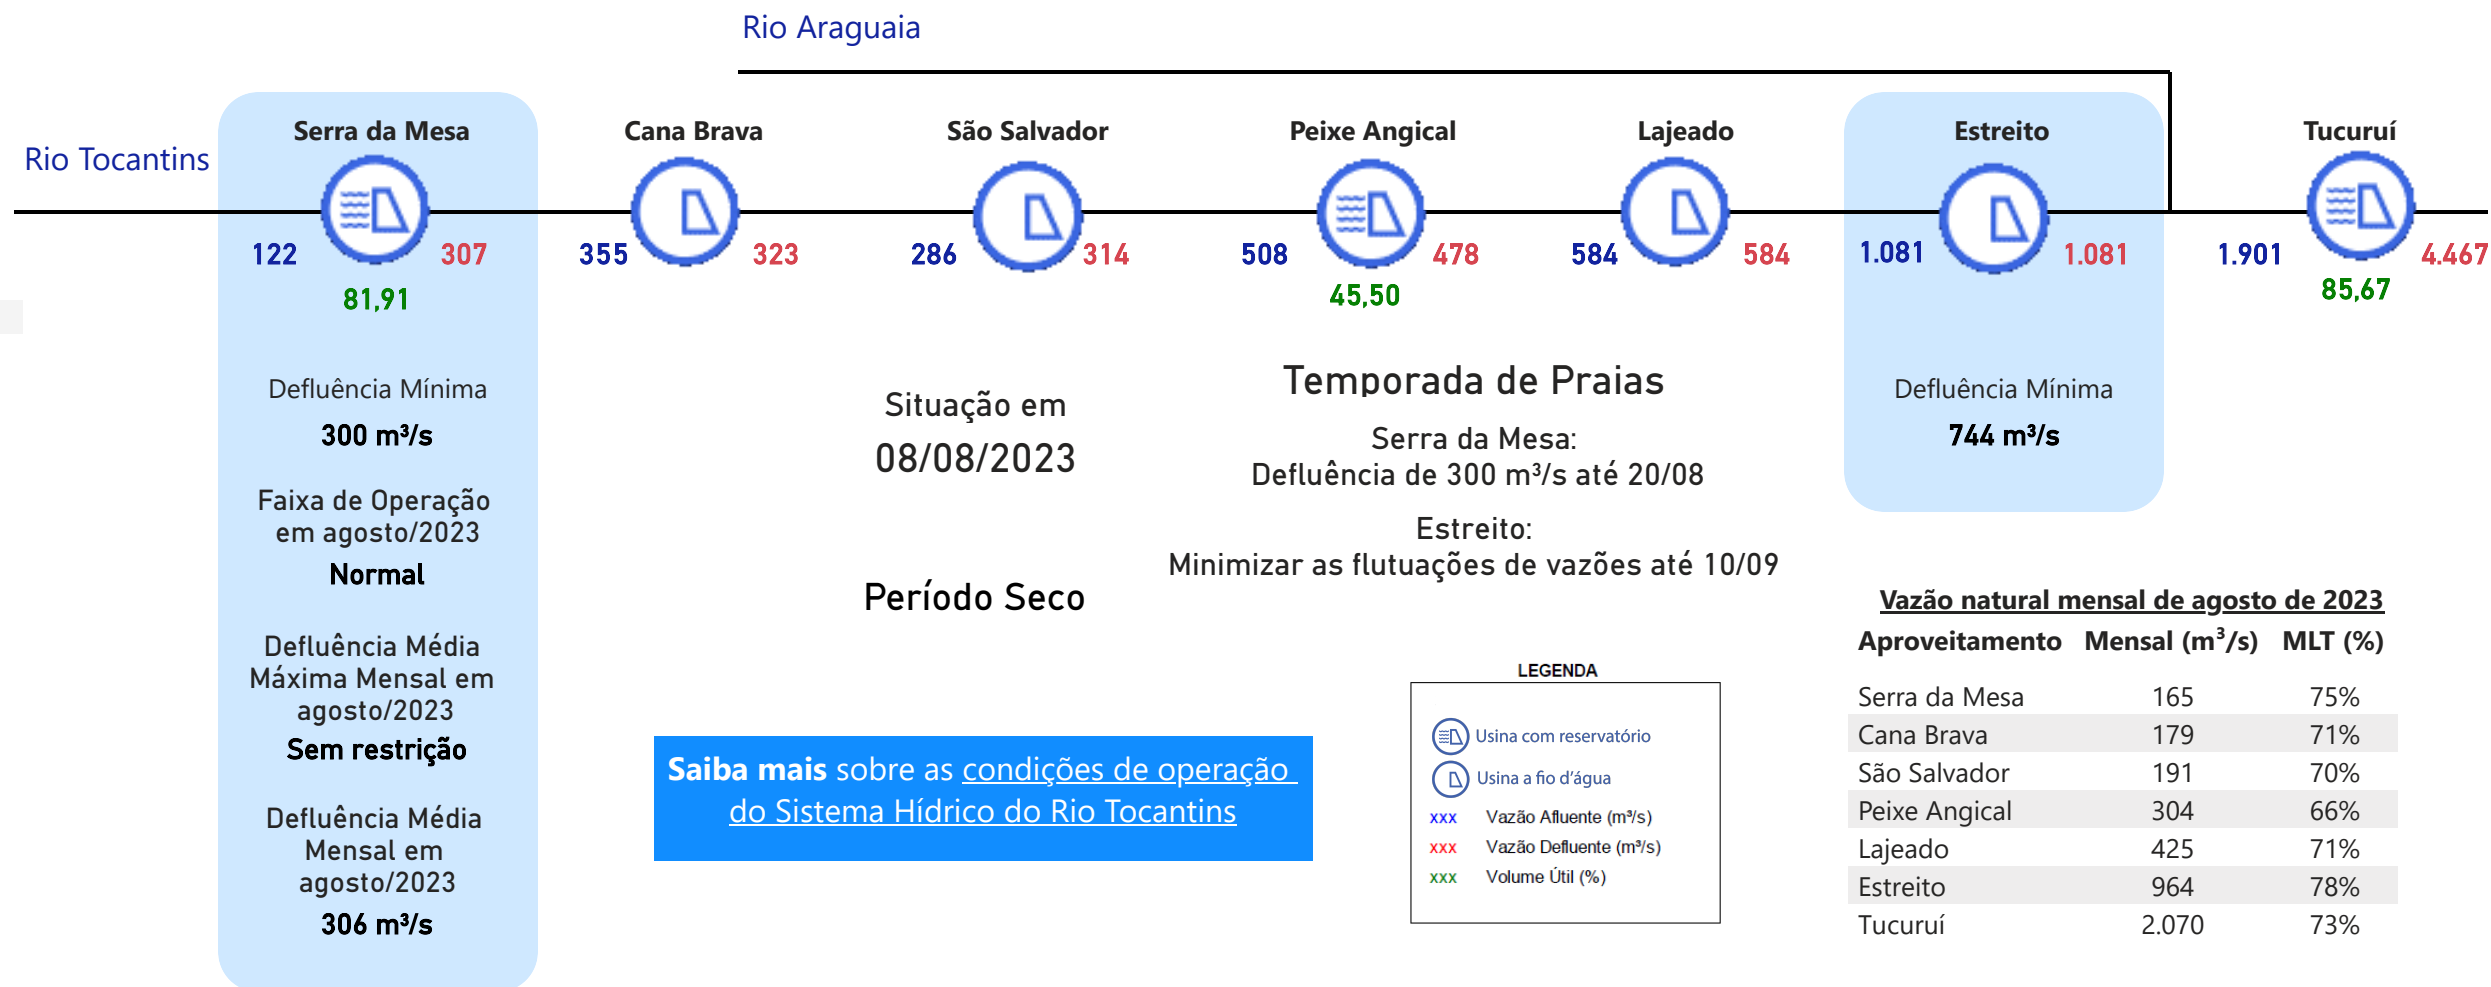 Rio Araguaia
Rio Tocantins
Serra da Mesa
Cana Brava
São Salvador
Peixe Angical
Lajeado
Estreito
Tucuruí
122
307
355
323
286
314
508
478
584
584
1.081
1.081
1.901
4.467
81,91
45,50
85,67
Defluência Mínima
300 m³/s
Faixa de Operação
em agosto/2023
Normal
Defluência Média
Máxima Mensal em
agosto/2023
Sem restrição
Defluência Média
Mensal em
agosto/2023
306 m³/s
Situação em
08/08/2023
Período Seco
Temporada de Praias
Serra da Mesa:
Defluência de 300 m³/s até 20/08
Estreito:
Minimizar as flutuações de vazões até 10/09
Defluência Mínima
744 m³/s
Saiba mais sobre as condições de operação
do Sistema Hídrico do Rio Tocantins
LEGENDA
Usina com reservatório
Usina a fio d'água
xxx Vazão Afluente (m³/s)
xxx Vazão Defluente (m³/s)
xxx Volume Útil (%)
Vazão natural mensal de agosto de 2023
Aproveitamento Mensal (m³/s) MLT (%)
Serra da Mesa 165 75%
Cana Brava 179 71%
São Salvador 191 70%
Peixe Angical 304 66%
Lajeado 425 71%
Estreito 964 78%
Tucuruí 2.070 73%